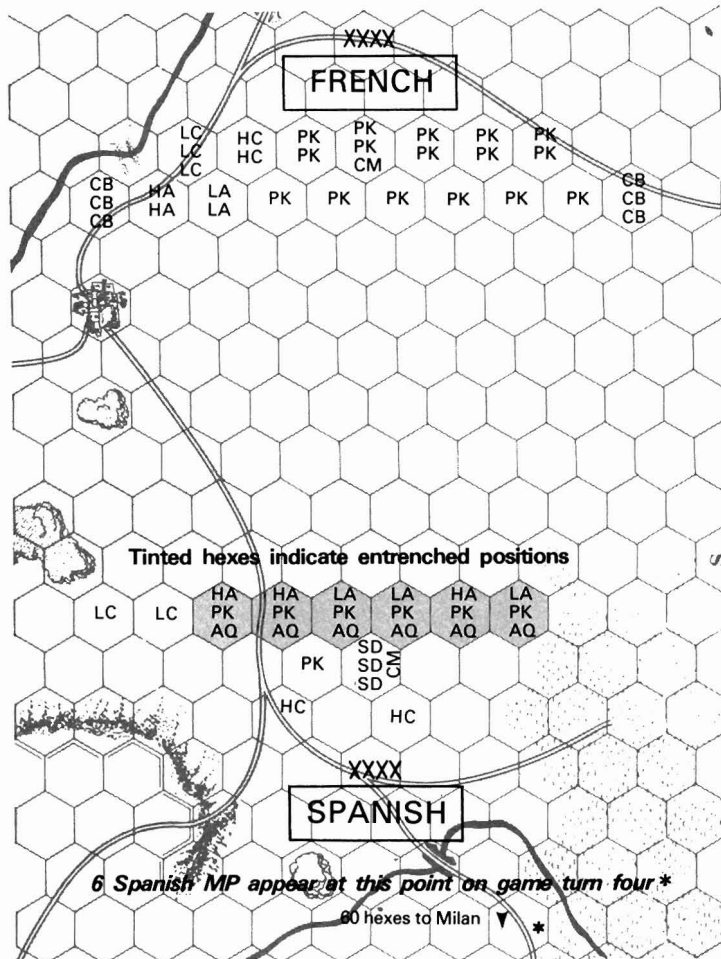 XXXX
FRENCH
LC HC PK PK PK PK PK
LC HC PK PK PK PK PK
LC CM
CB HA LA PK PK PK PK PK PK CB
CB HA LA CB
CB CB
Tinted hexes indicate entrenched positions
HA HA LA LA HA LA
LC LC PK PK PK PK PK PK
AQ AQ AQ AQ AQ AQ
PK SD CM
SD
SD
HC HC
XXXX
SPANISH
6 Spanish MP appear at this point on game turn four *
60 hexes to Milan *